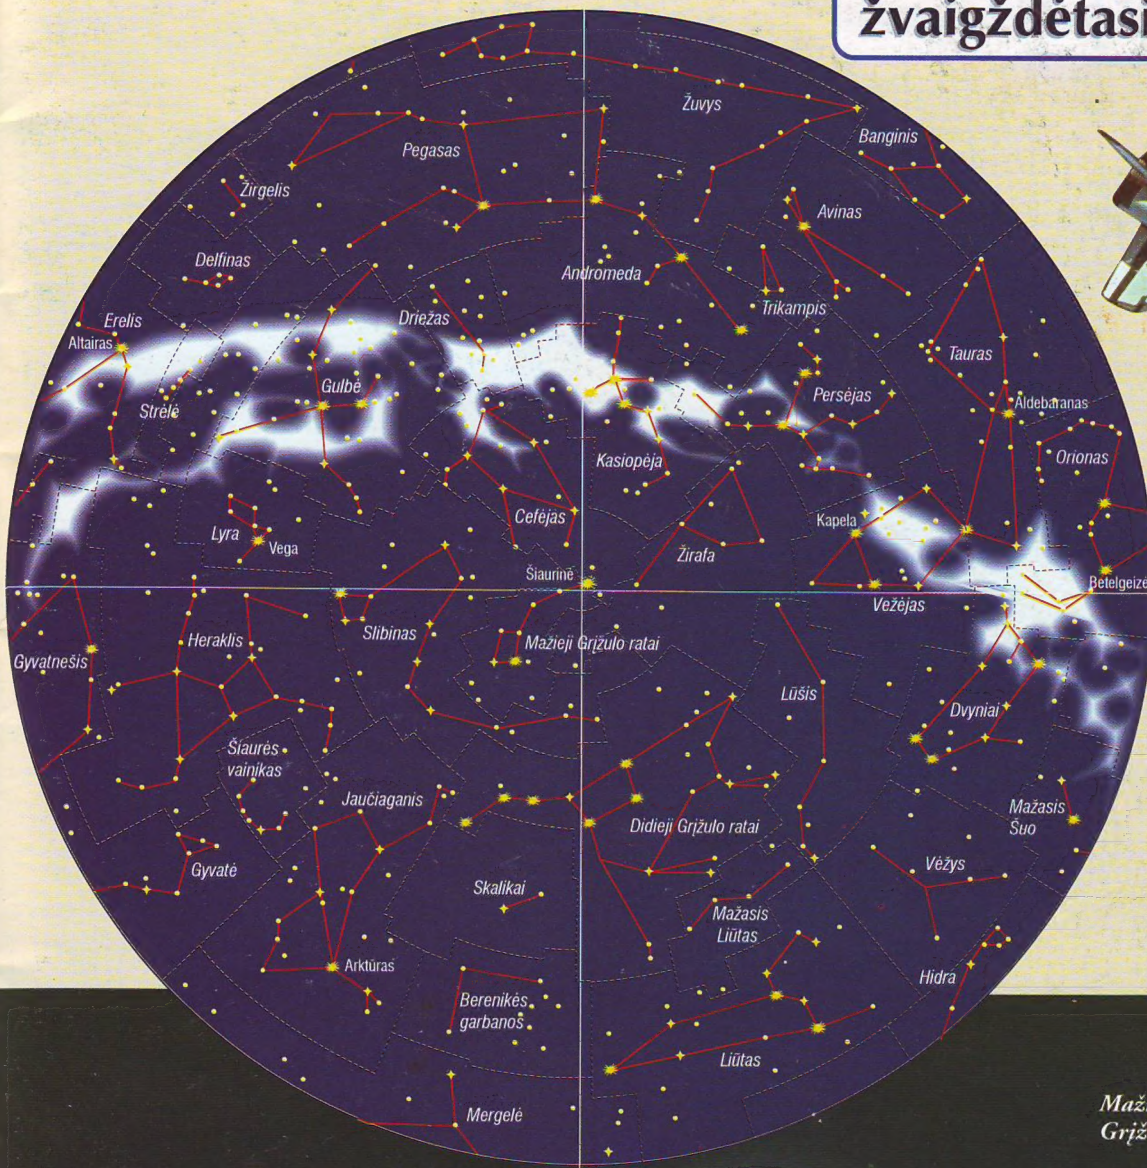 žvaigždėtasi
Žuvys
Pegasas
Banginis
Žirgelis
Avinas
Delfinas
Andromeda
Trikampis
Erelis
Driežas
Altairas
Tauras
Gulbė
Persėjas
Strėlė
Aldebaranas
Kasiopėja
Orionas
Cefėjas
Kapela
Lyra
Vega
Žirafa
Šiaurinė
Betelgeizė
Vežėjas
Slibinas
Heraklis
Mažieji Grįžulo ratai
Gyvatnešis
Lūšis
Dvyniai
Šiaurės
vainikas
Jaučiaganis
Mažasis
Šuo
Didieji Grįžulo ratai
Vėžys
Gyvatė
Skalikai
Mažasis
Liūtas
Arktūras
Hidra
Berenikės
garbanos
Liūtas
Mergelė
Maž
Grįž